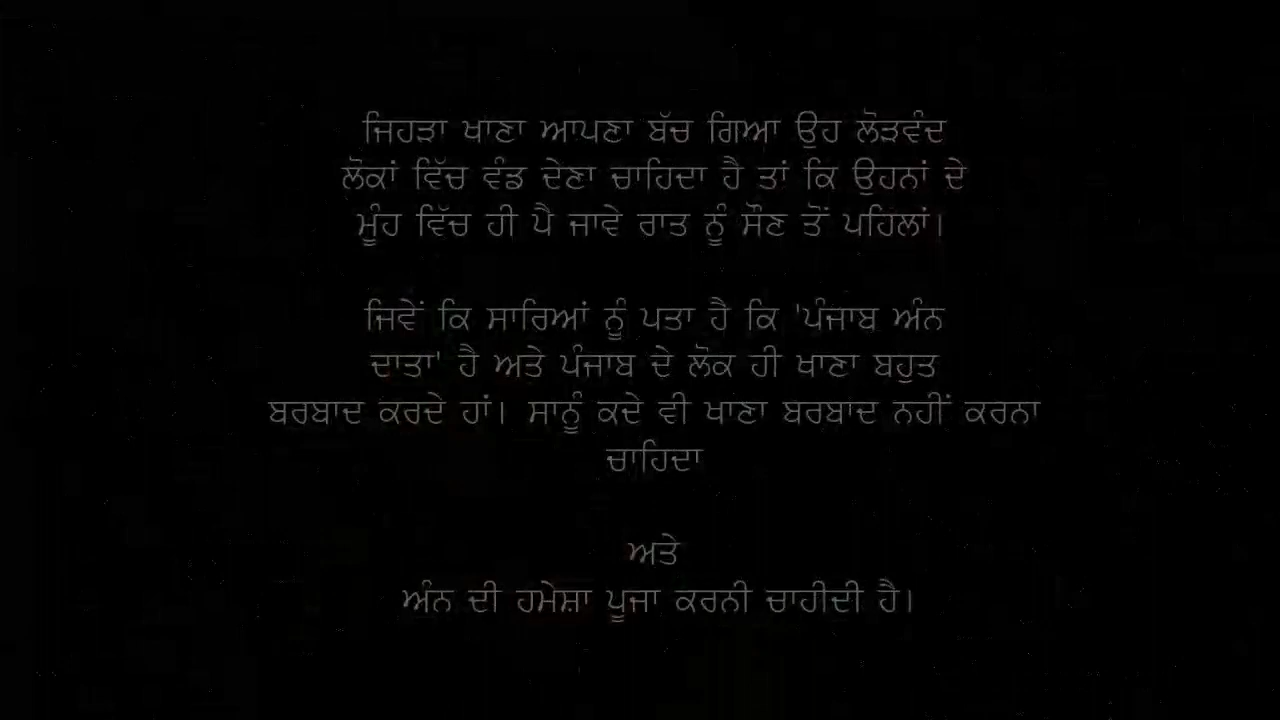 ਜਿਹੜਾ ਖਾਣਾ ਆਪਣਾ ਬੱਚ ਗਿਆ ਉਹ ਲੋੜਵੰਦ
ਲੋਕਾਂ ਵਿੱਚ ਵੰਡ ਦੇਣਾ ਚਾਹਿਦਾ ਹੈ ਤਾਂ ਕਿ ਉਹਨਾਂ ਦੇ
ਮੂੰਹ ਵਿੱਚ ਹੀ ਪੈ ਜਾਵੇ ਰਾਤ ਨੂੰ ਸੌਣ ਤੋਂ ਪਹਿਲਾਂ।
ਜਿਵੇਂ ਕਿ ਸਾਰਿਆਂ ਨੂੰ ਪਤਾ ਹੈ ਕਿ 'ਪੰਜਾਬ ਅੰਨ
ਦਾਤਾ' ਹੈ ਅਤੇ ਪੰਜਾਬ ਦੇ ਲੋਕ ਹੀ ਖਾਣਾ ਬਹੁਤ
ਬਰਬਾਦ ਕਰਦੇ ਹਾਂ। ਸਾਨੂੰ ਕਦੇ ਵੀ ਖਾਣਾ ਬਰਬਾਦ ਨਹੀਂ ਕਰਨਾ
ਚਾਹਿਦਾ
ਅਤੇ
ਅੰਨ ਦੀ ਹਮੇਸ਼ਾ ਪੂਜਾ ਕਰਨੀ ਚਾਹੀਦੀ ਹੈ।